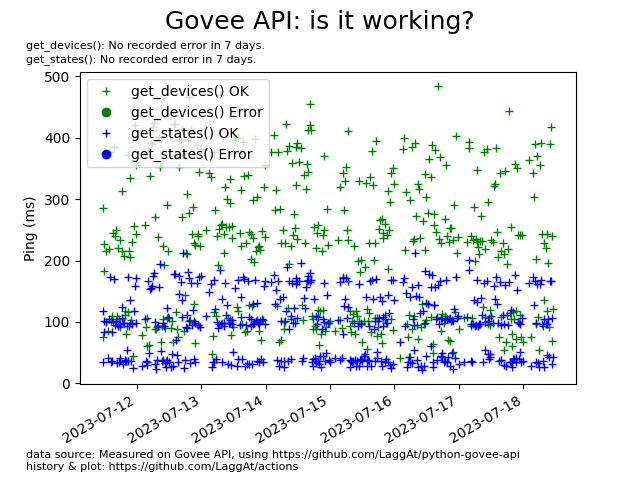 Govee API: is it working?
get_devices(): No recorded error in 7 days.
get_states(): No recorded error in 7 days.
500
400
300
200
100
0
Ping (ms)
get_devices() OK
get_devices() Error
get_states() OK
get_states() Error
2023-07-12
2023-07-13
2023-07-14
2023-07-15
2023-07-16
2023-07-17
2023-07-18
data source: Measured on Govee API, using https://github.com/LaggAt/python-govee-api
history & plot: https://github.com/LaggAt/actions